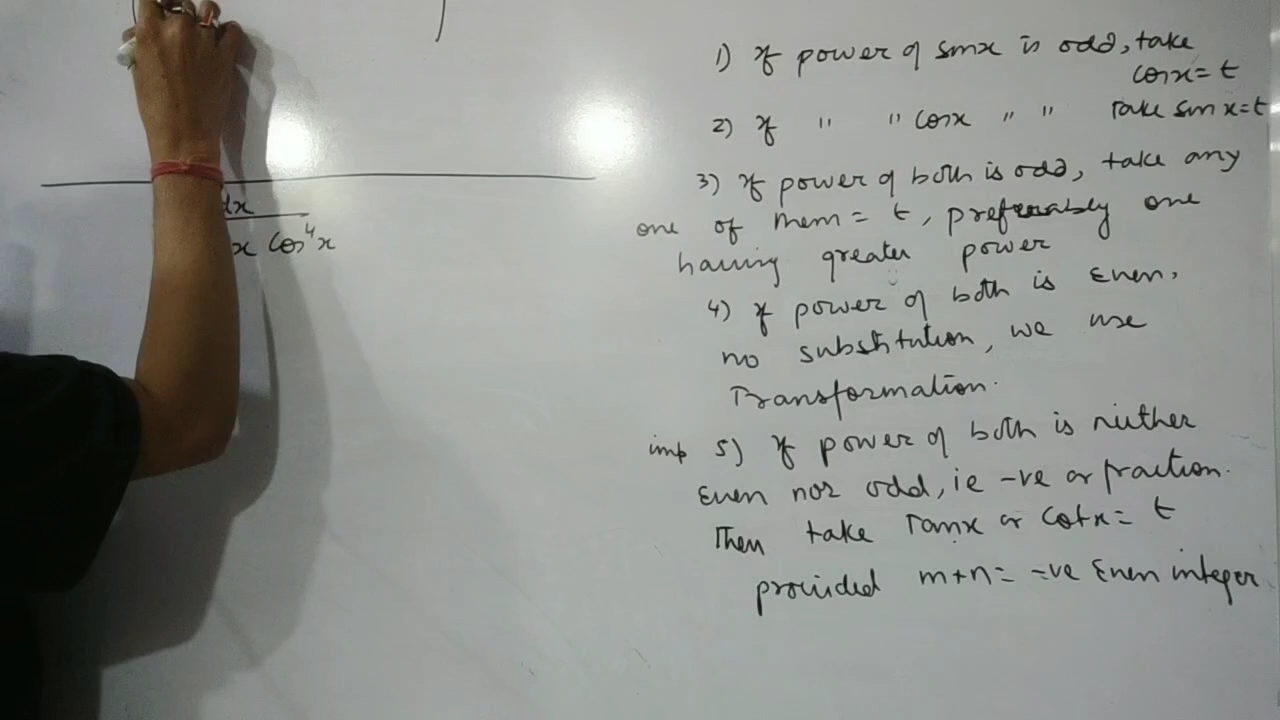 dx
x cos⁴x
1) If power of sinx is odd, take
cosx = t
2) If " " cosx " " Take sin x = t
3) If power of both is odd, take any
one of them = t, preferably one
having greater power
4) If power of both is Even,
no substitution, we use
Transformation.
imp 5) If power of both is niether
Even nor odd, ie -ve or fraction.
Then take Tanx or Cotx = t
provided m+n = -ve Even integer